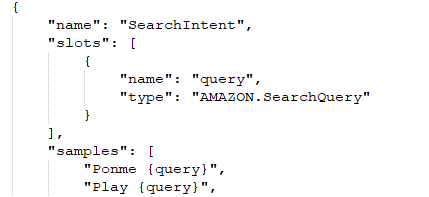 {
"name": "SearchIntent",
"slots": [
{
"name": "query",
"type": "AMAZON.SearchQuery"
}
],
"samples": [
"Ponme {query}",
"Play {query}",